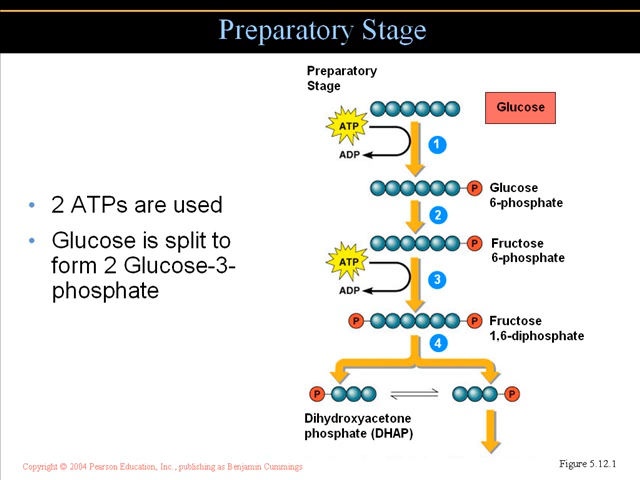 Preparatory Stage
• 2 ATPs are used
• Glucose is split to
form 2 Glucose-3-
phosphate
Preparatory
Stage
Glucose
ATP
ADP
1
P
Glucose
6-phosphate
2
P
Fructose
6-phosphate
ATP
ADP
3
P
P
Fructose
1,6-diphosphate
4
P
P
Dihydroxyacetone
phosphate (DHAP)
Copyright © 2004 Pearson Education, Inc., publishing as Benjamin Cummings
Figure 5.12.1